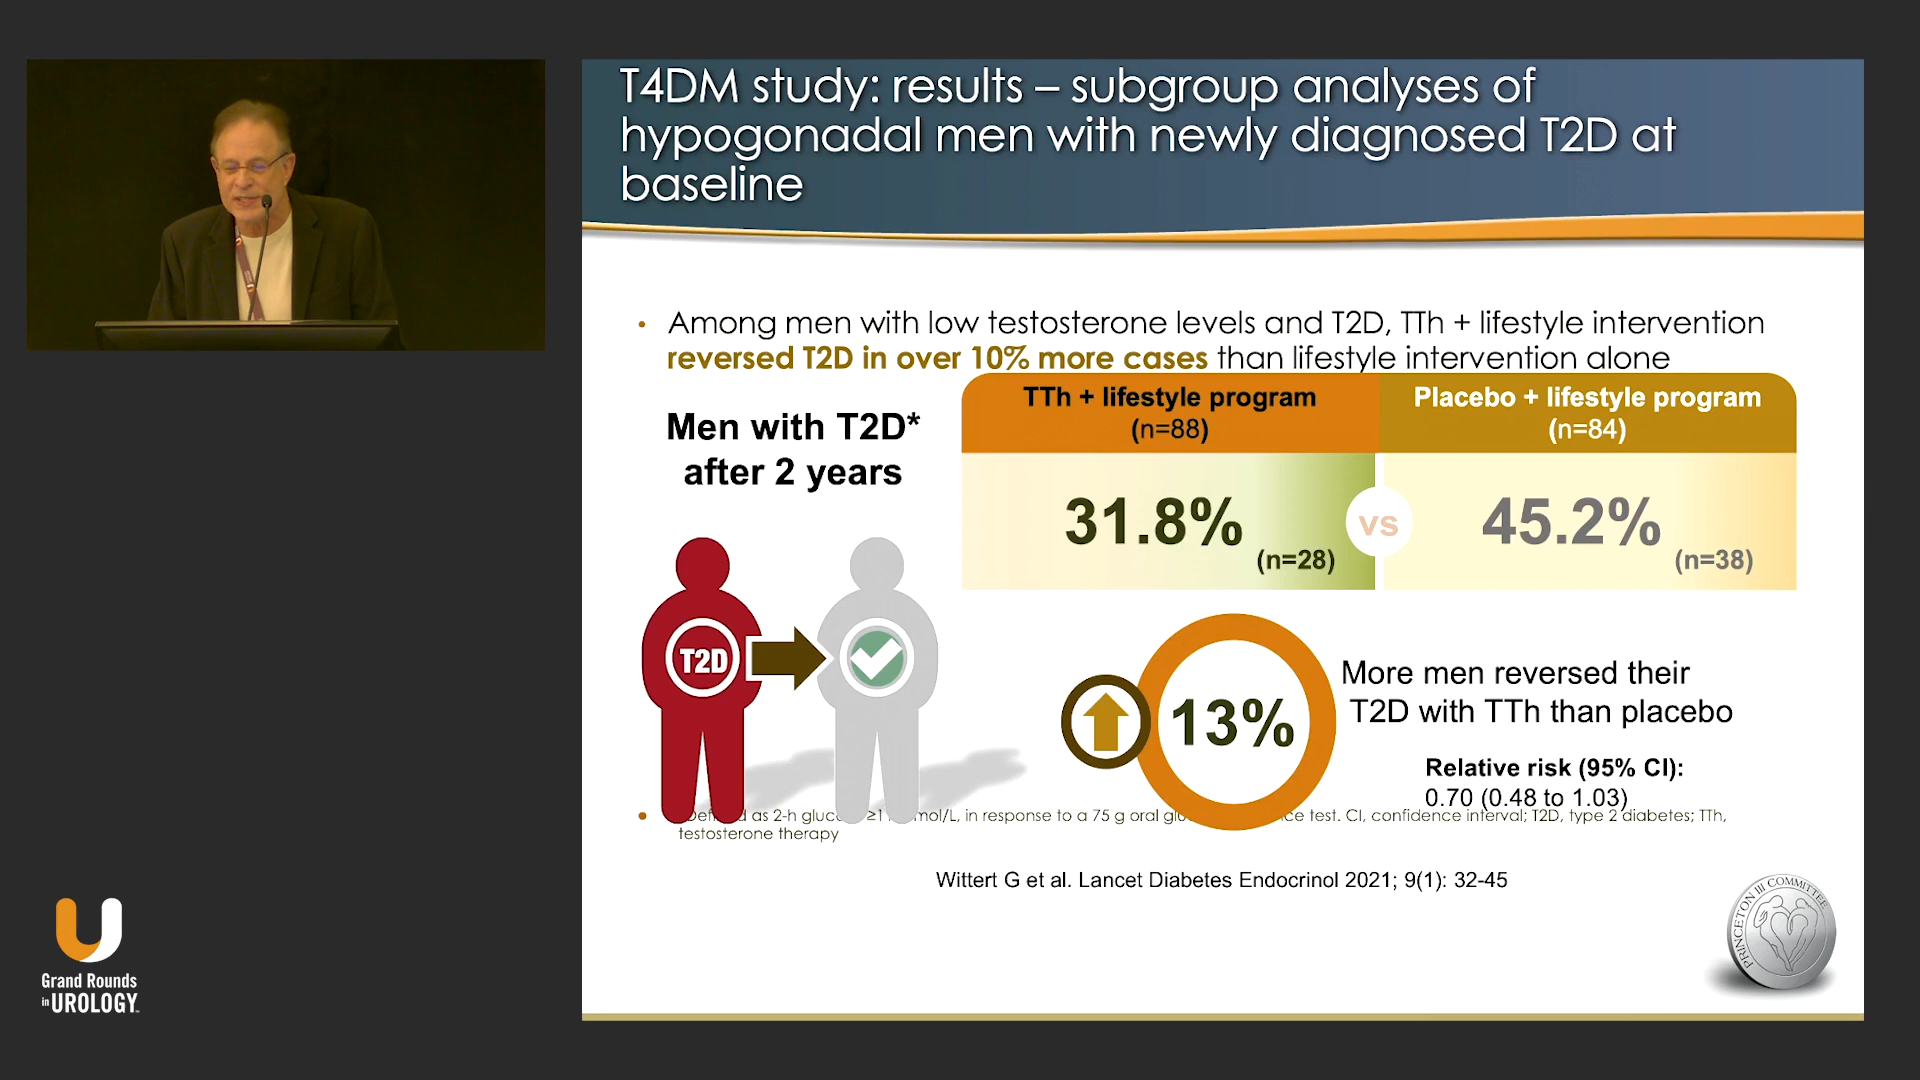 T4DM study: results – subgroup analyses of
hypogonadal men with newly diagnosed T2D at
baseline
• Among men with low testosterone levels and T2D, TTh + lifestyle intervention
reversed T2D in over 10% more cases than lifestyle intervention alone
Men with T2D*
after 2 years
TTh + lifestyle program
(n=88)
Placebo + lifestyle program
(n=84)
31.8%
(n=28)
vs
45.2%
(n=38)
T2D
13%
More men reversed their
T2D with TTh than placebo
Relative risk (95% CI):
0.70 (0.48 to 1.03)
• as 2-h in response to a 75 g oral test. CI, confidence interval; T2D, type 2 diabetes; TTh,
testosterone therapy
Wittert G et al. Lancet Diabetes Endocrinol 2021; 9(1): 32-45
PRINCETON III COMMITTEE
U
Grand Rounds
in UROLOGY